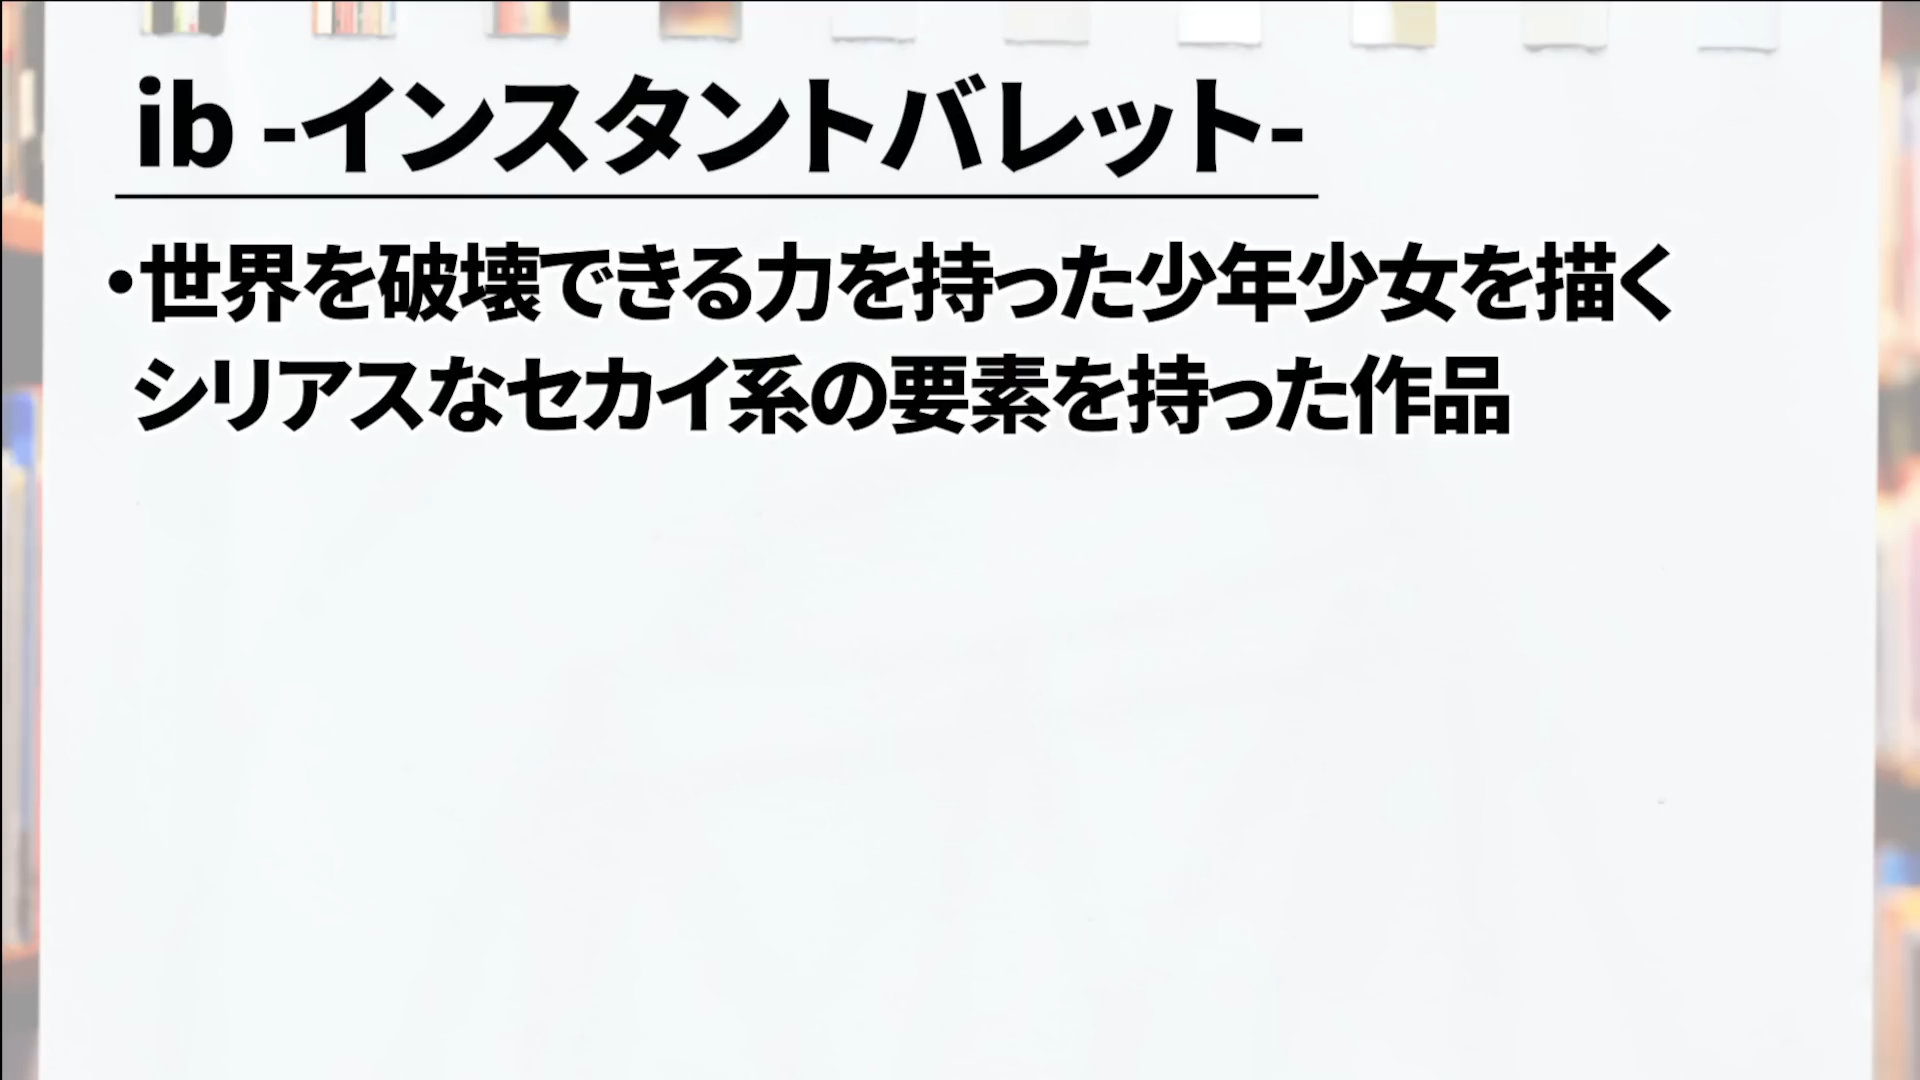 ib -インスタントバレット-
・世界を破壊できる力を持った少年少女を描く
シリアスなセカイ系の要素を持った作品